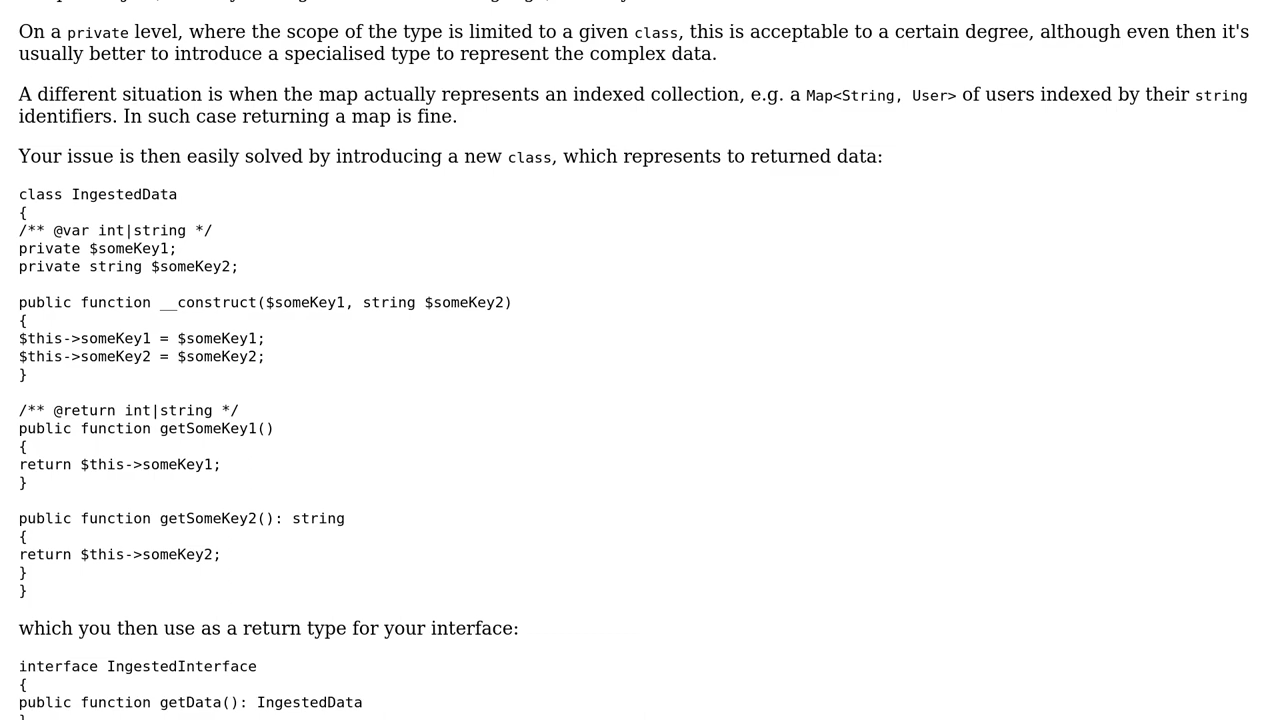 On a private level, where the scope of the type is limited to a given class, this is acceptable to a certain degree, although even then it's
usually better to introduce a specialised type to represent the complex data.
A different situation is when the map actually represents an indexed collection, e.g. a Map<String, User> of users indexed by their string
identifiers. In such case returning a map is fine.
Your issue is then easily solved by introducing a new class, which represents to returned data:
class IngestedData
{
/** @var int|string */
private $someKey1;
private string $someKey2;
public function __construct($someKey1, string $someKey2)
{
$this->someKey1 = $someKey1;
$this->someKey2 = $someKey2;
}
/** @return int|string */
public function getSomeKey1()
{
return $this->someKey1;
}
public function getSomeKey2(): string
{
return $this->someKey2;
}
}
which you then use as a return type for your interface:
interface IngestedInterface
{
public function getData(): IngestedData
}